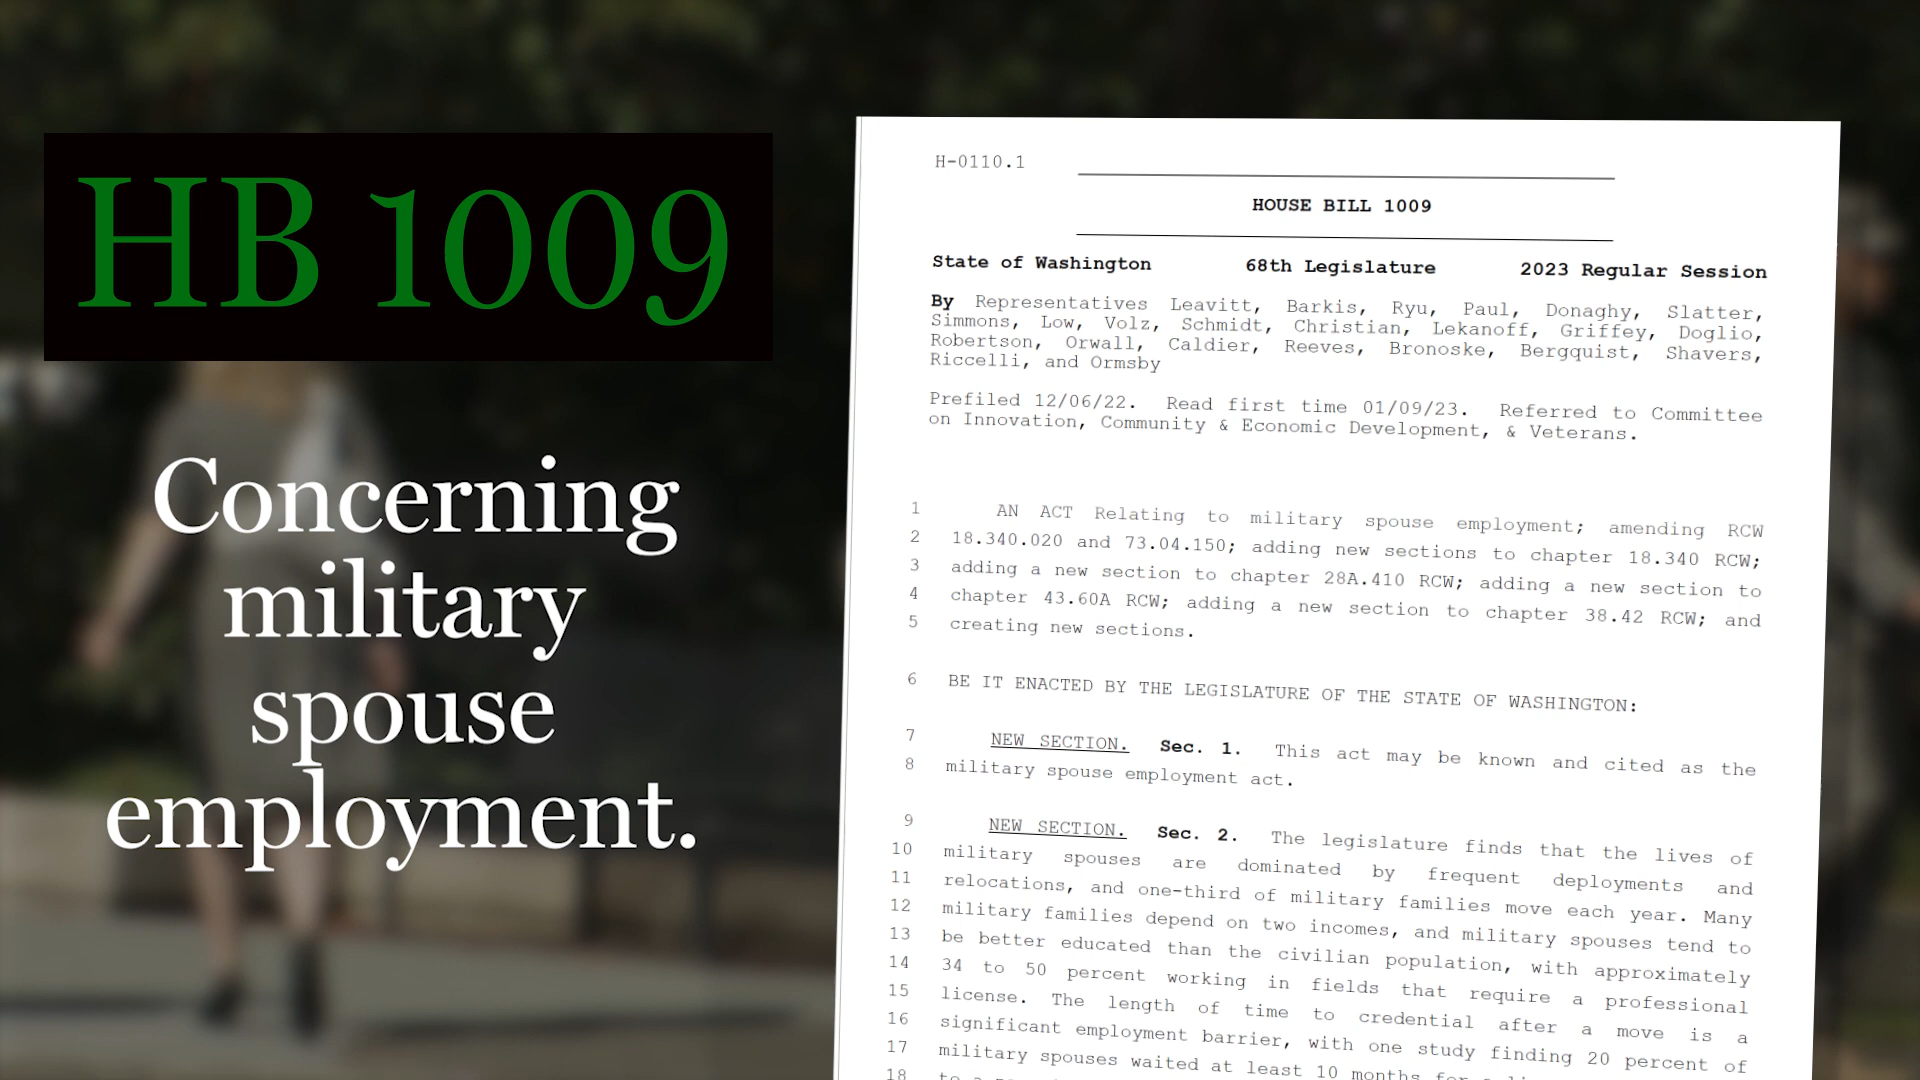 HB 1009
Concerning
military
spouse
employment.
H-0110.1
HOUSE BILL 1009
State of Washington 68th Legislature 2023 Regular Session
By Representatives Leavitt, Barkis, Ryu, Paul, Donaghy, Slatter,
Simmons, Low, Volz, Schmidt, Christian, Lekanoff, Griffey, Doglio,
Robertson, Orwall, Caldier, Reeves, Bronoske, Bergquist, Shavers,
Riccelli, and Ormsby
Prefiled 12/06/22. Read first time 01/09/23. Referred to Committee
on Innovation, Community & Economic Development, & Veterans.
1 AN ACT Relating to military spouse employment; amending RCW
2 18.340.020 and 73.04.150; adding new sections to chapter 18.340 RCW;
3 adding a new section to chapter 28A.410 RCW; adding a new section to
4 chapter 43.60A RCW; adding a new section to chapter 38.42 RCW; and
5 creating new sections.
6 BE IT ENACTED BY THE LEGISLATURE OF THE STATE OF WASHINGTON:
7 NEW SECTION. Sec. 1. This act may be known and cited as the
8 military spouse employment act.
9 NEW SECTION. Sec. 2. The legislature finds that the lives of
10 military spouses are dominated by frequent deployments and
11 relocations, and one-third of military families move each year. Many
12 military families depend on two incomes, and military spouses tend to
13 be better educated than the civilian population, with approximately
14 34 to 50 percent working in fields that require a professional
15 license. The length of time to credential after a move is a
16 significant employment barrier, with one study finding 20 percent of
17 military spouses waited at least 10 months for
18